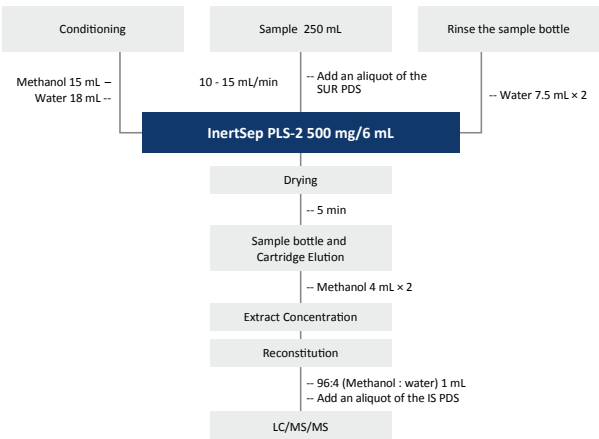 Conditioning
Methanol 15 mL –
Water 18 mL --
Sample  250 mL
10 - 15 mL/min
-- Add an aliquot of the
SUR PDS
Rinse the sample bottle
-- Water 7.5 mL × 2
InertSep PLS-2 500 mg/6 mL
Drying
-- 5 min
Sample bottle and
Cartridge Elution
-- Methanol 4 mL × 2
Extract Concentration
Reconstitution
-- 96:4 (Methanol : water) 1 mL
-- Add an aliquot of the IS PDS
LC/MS/MS